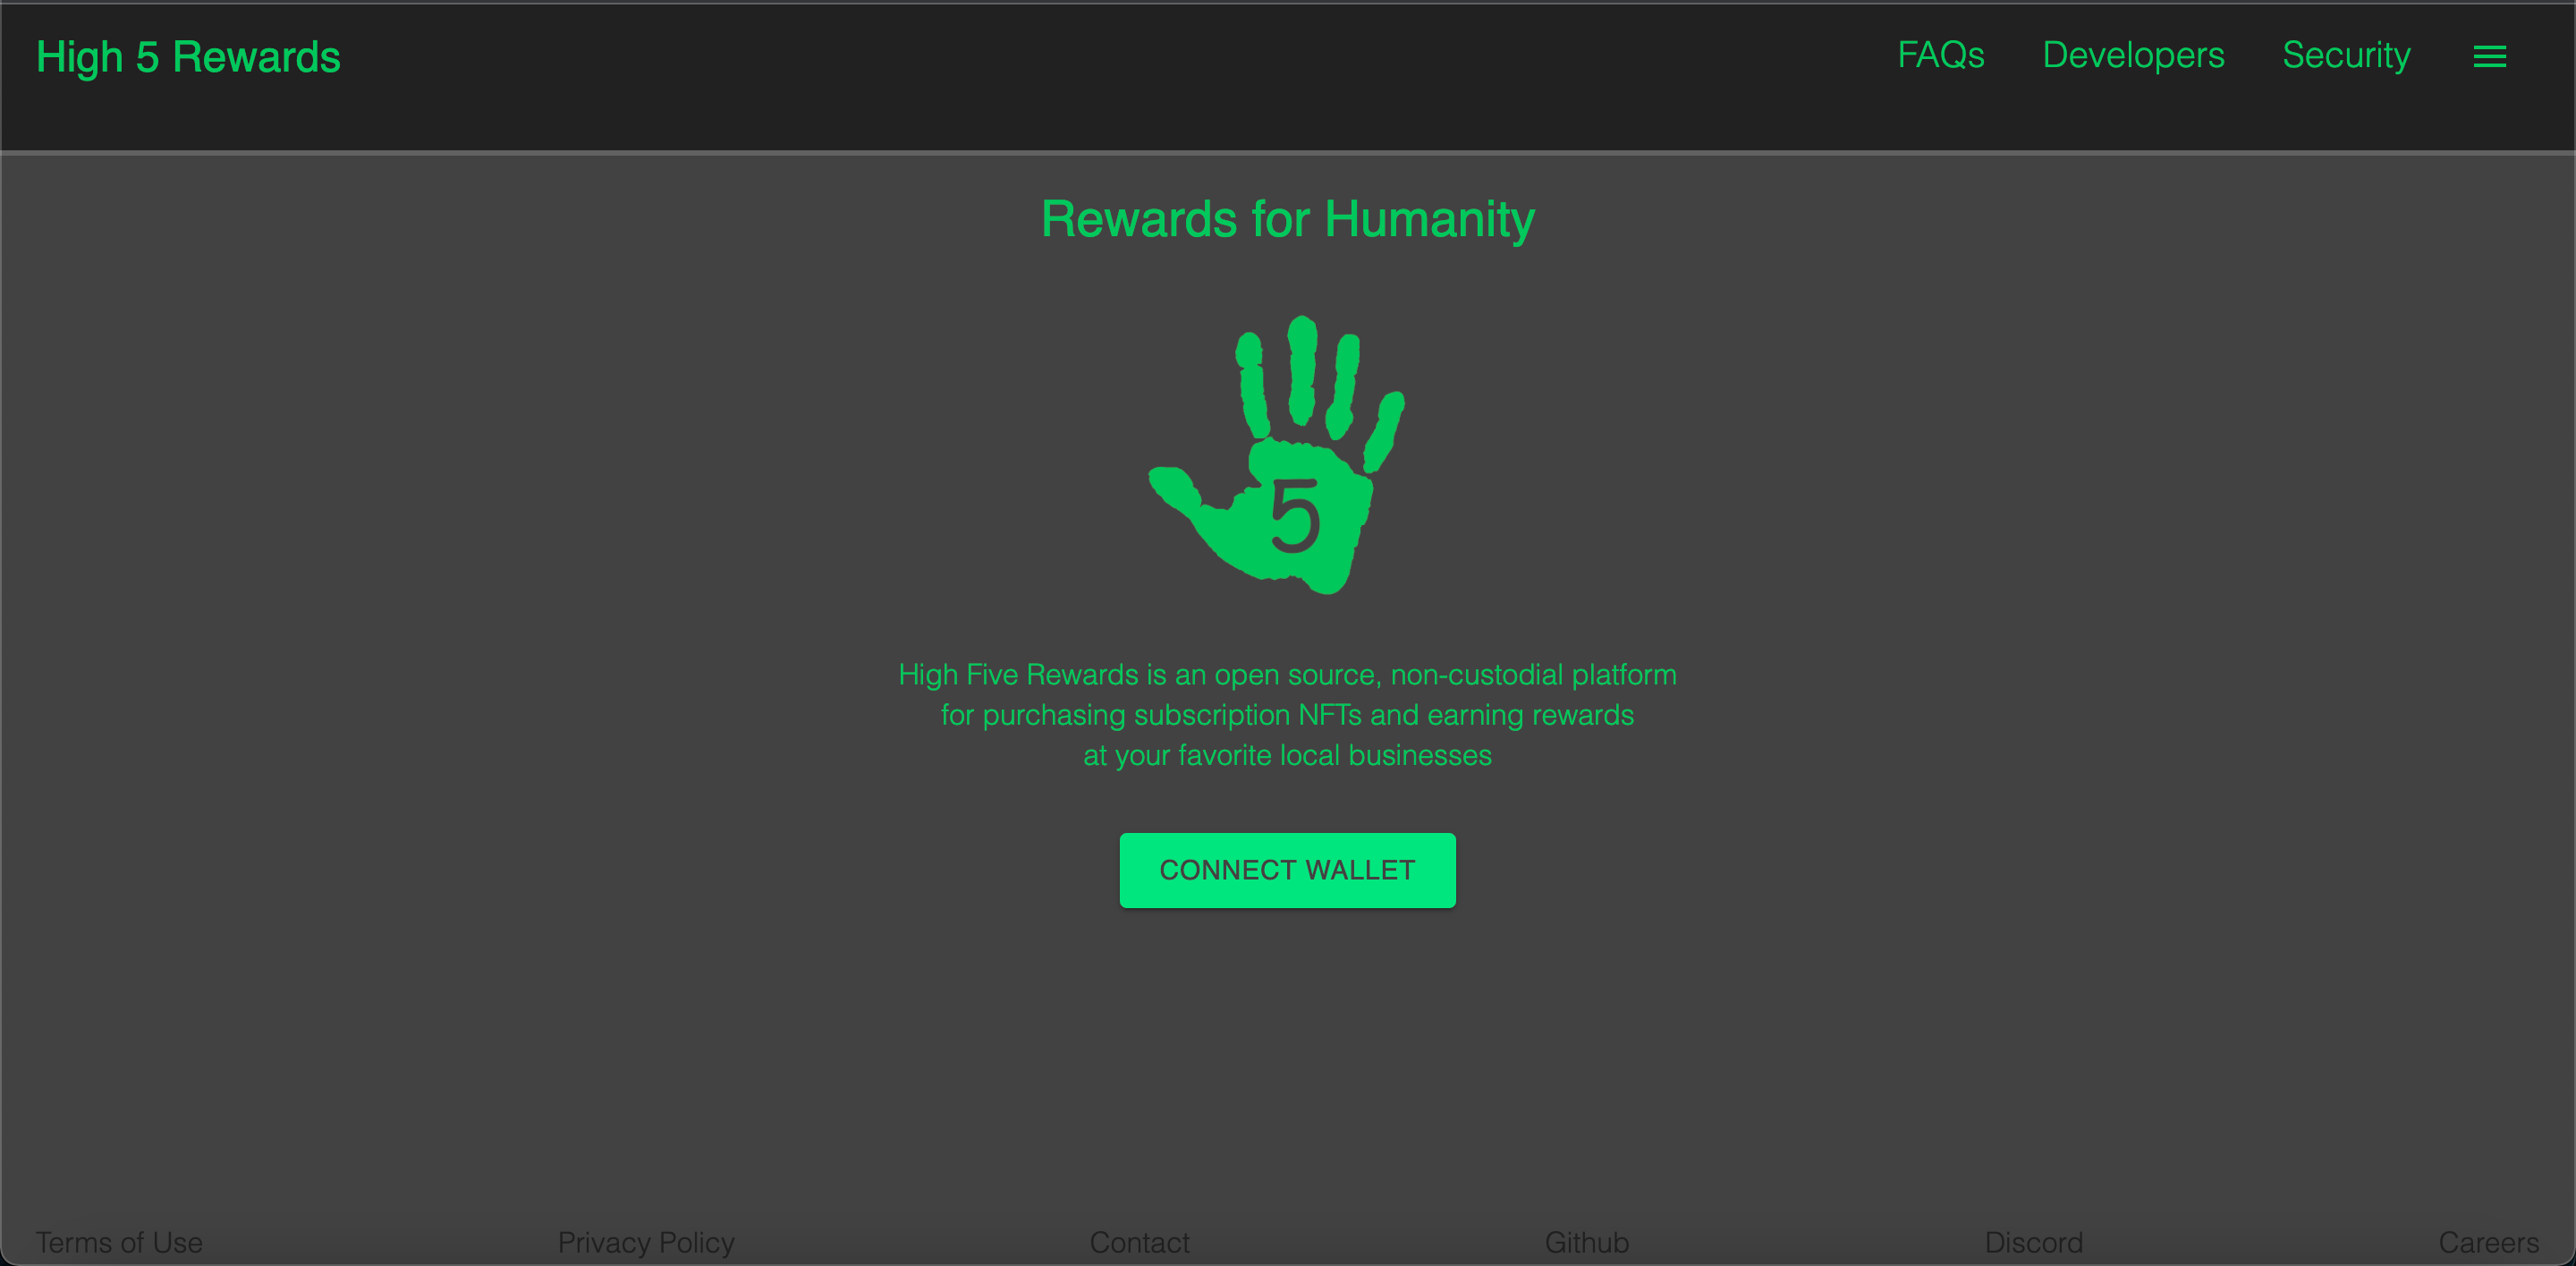 High 5 Rewards
FAQs
Developers
Security
Rewards for Humanity
5
High Five Rewards is an open source, non-custodial platform
for purchasing subscription NFTs and earning rewards
at your favorite local businesses
CONNECT WALLET
Terms of Use
Privacy Policy
Contact
Github
Discord
Careers